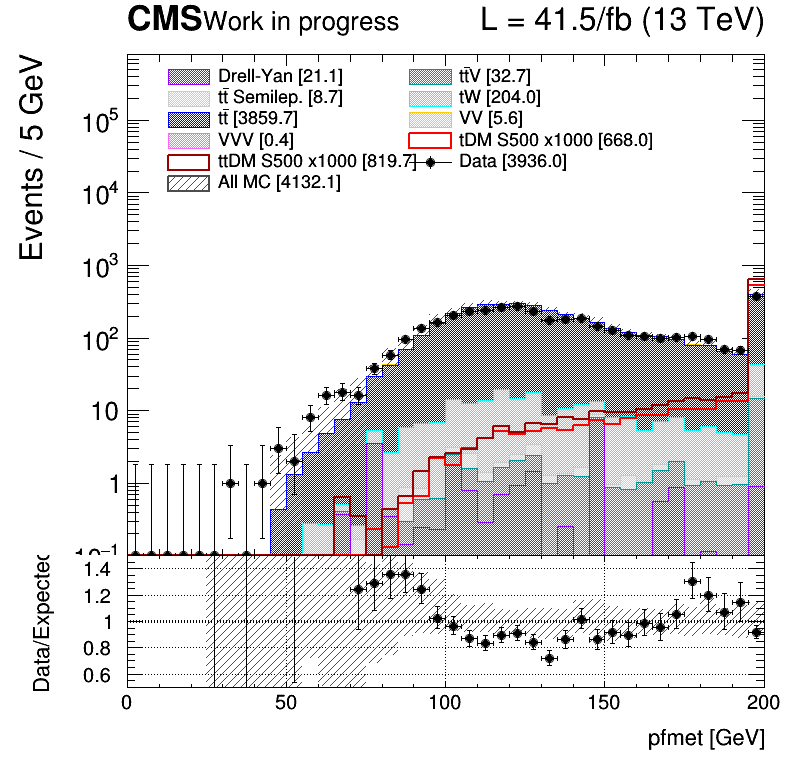 CMS Work in progress L = 41.5/fb (13 TeV)
Events / 5 GeV
Drell-Yan [21.1] tt̄V [32.7]
tt̄ Semilep. [8.7] tW [204.0]
tt̄ [3859.7] VV [5.6]
VVV [0.4] tDM S500 x1000 [668.0]
ttDM S500 x1000 [819.7] Data [3936.0]
All MC [4132.1]
10⁵
10⁴
10³
10²
10
1
10⁻¹
Data/Expected
1.4
1.2
1
0.8
0.6
0 50 100 150 200
pfmet [GeV]